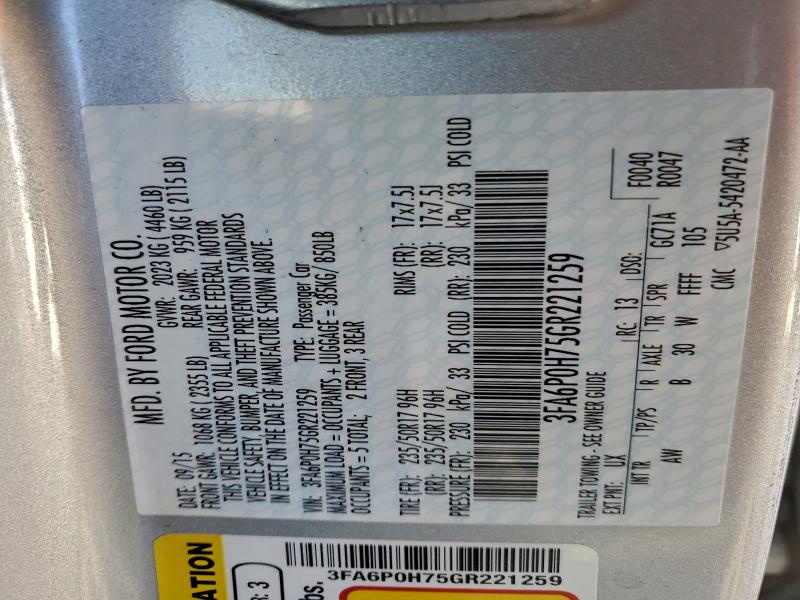 MFD. BY FORD MOTOR CO.
DATE: 09/15 GVWR: 2023 KG ( 4460 LB)
FRONT GAWR: 1068 KG ( 2355 LB) REAR GAWR: 959 KG ( 2115 LB)
THIS VEHICLE CONFORMS TO ALL APPLICABLE FEDERAL MOTOR
VEHICLE SAFETY, BUMPER, AND THEFT PREVENTION STANDARDS
IN EFFECT ON THE DATE OF MANUFACTURE SHOWN ABOVE.
VIN: 3FA6P0H75GR221259 TYPE: Passenger Car
MAXIMUM LOAD = OCCUPANTS + LUGGAGE = 385KG/ 850LB
OCCUPANTS = 5 TOTAL; 2 FRONT, 3 REAR
TIRE (FR): 235/50R17 96H RIMS (FR): 17x7.5J
(RR): 235/50R17 96H (RR): 17x7.5J
PRESSURE (FR): 230 kPa/ 33 PSI COLD (RR): 230 kPa/ 33 PSI COLD
3FA6P0H75GR221259
TRAILER TOWING - SEE OWNER GUIDE
F0040
EXT PNT: UX RC: 13 DSO: R0047
INT TR TP/PS R AXLE TR SPR GC71A
AW B 30 W FFFF 105
CMC ▽5U5A-5420472-AA
ATION
R: 3
bs.
3FA6P0H75GR221259